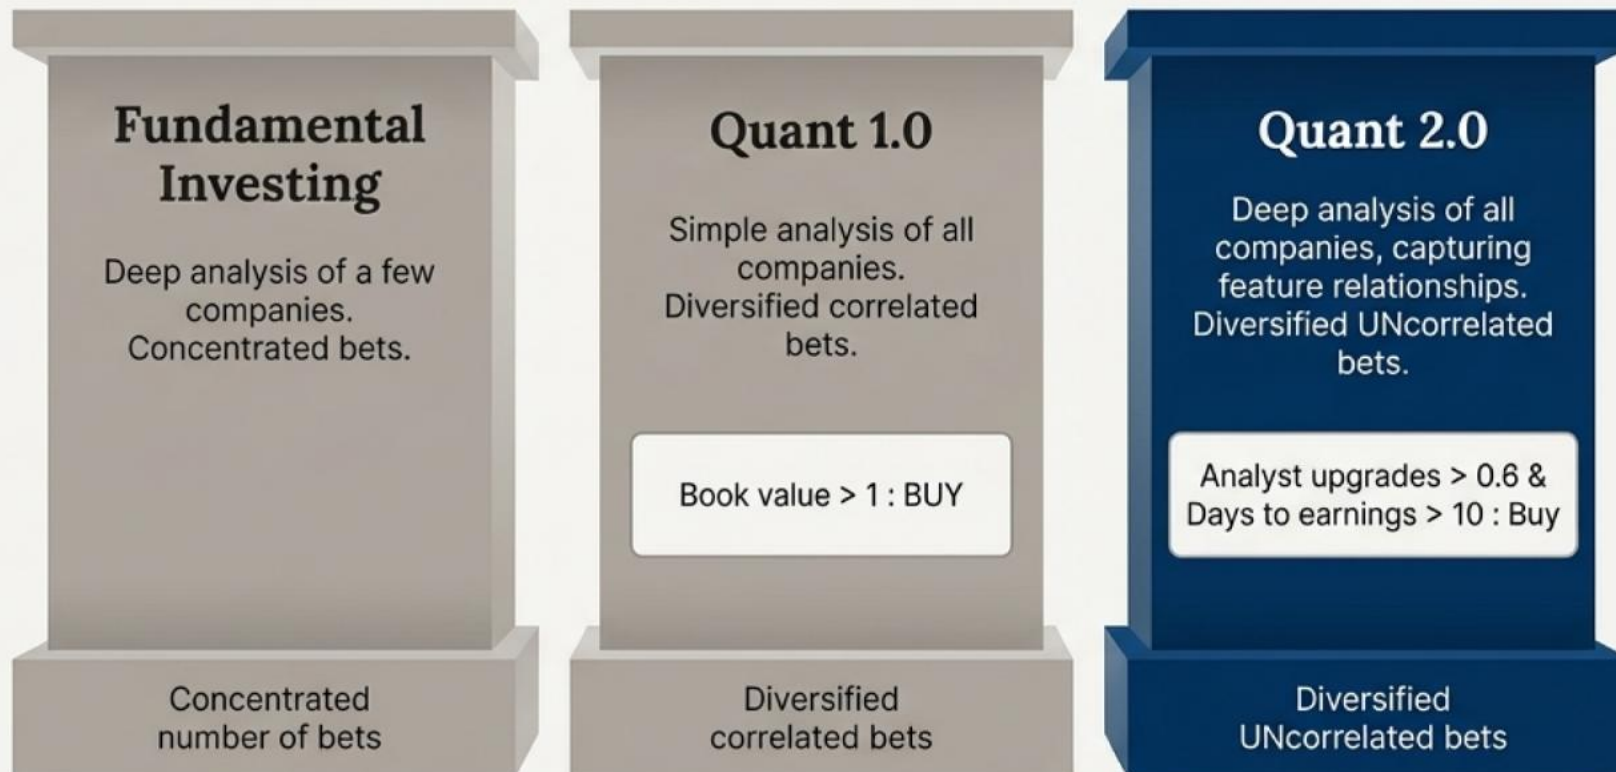 Fundamental
Investing
Deep analysis of a few
companies.
Concentrated bets.
Concentrated
number of bets
Quant 1.0
Simple analysis of all
companies.
Diversified correlated
bets.
Book value > 1 : BUY
Diversified
correlated bets
Quant 2.0
Deep analysis of all
companies, capturing
feature relationships.
Diversified UNcorrelated
bets.
Analyst upgrades > 0.6 &
Days to earnings > 10 : Buy
Diversified
UNcorrelated bets